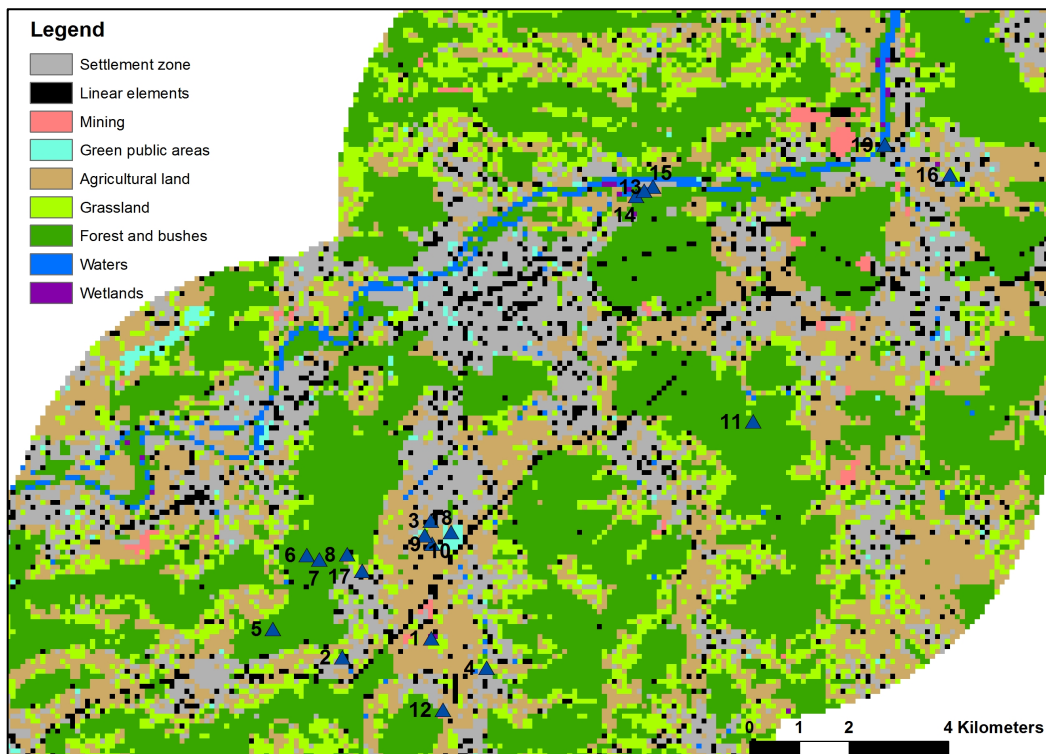 Legend
Settlement zone
Linear elements
Mining
Green public areas
Agricultural land
Grassland
Forest and bushes
Waters
Wetlands
19
16
15
13
14
11
3
18
9
10
6
8
7
17
5
1
2
4
12
0 1 2 4 Kilometers